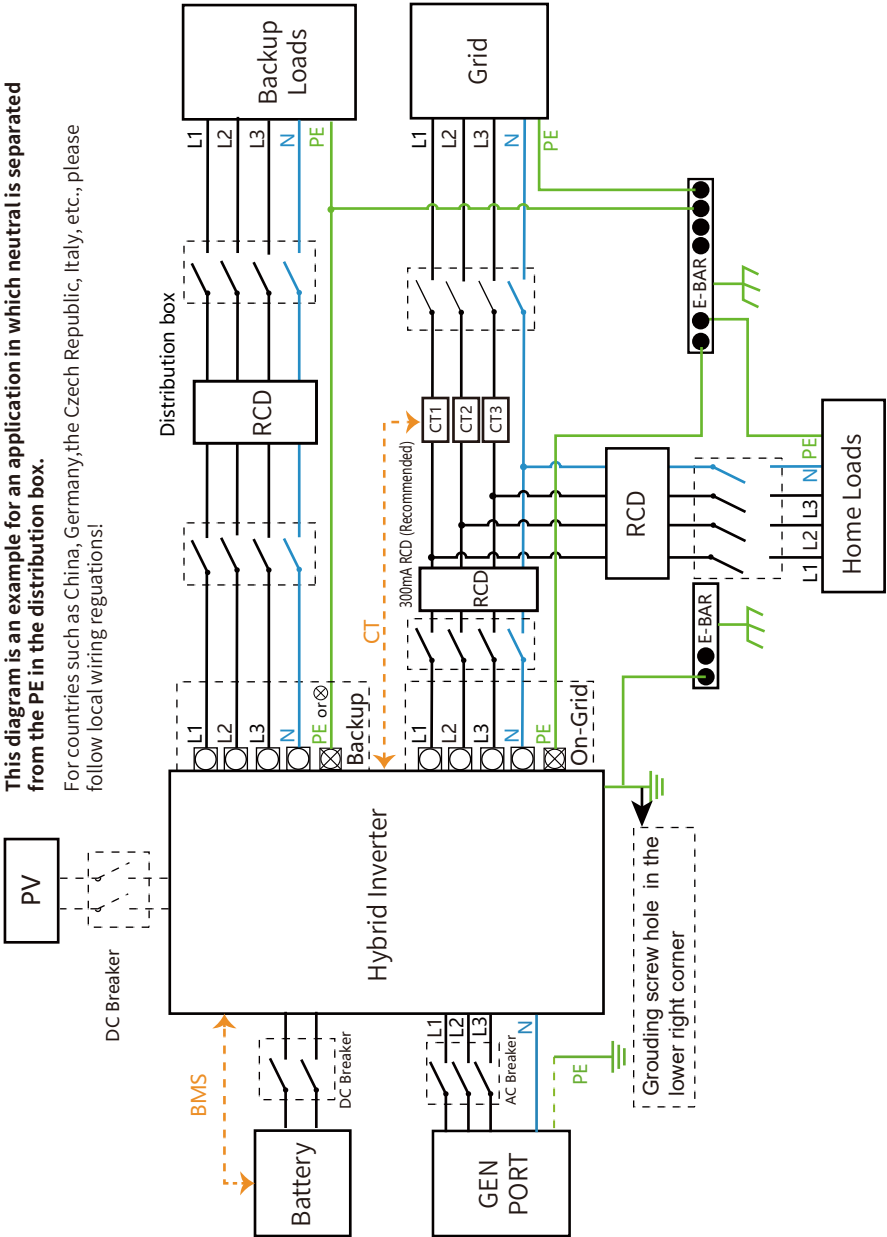 This diagram is an example for an application in which neutral is separated
from the PE in the distribution box.
For countries such as China, Germany,the Czech Republic, Italy, etc., please
follow local wiring reguations!
PV
DC Breaker
BMS
Battery
DC Breaker
Hybrid Inverter
GEN
PORT
L1
L2
L3
N
AC Breaker
PE
Grouding screw hole in the
lower right corner
L1
L2
L3
N
PE or
Backup
Distribution box
RCD
L1
L2
L3
N
PE
Backup
Loads
CT
L1
L2
L3
N
PE
On-Grid
300mA RCD (Recommended)
RCD
CT1
CT2
CT3
L1
L2
L3
N
PE
Grid
RCD
L1
L2
L3
N
PE
Home Loads
E-BAR
E-BAR